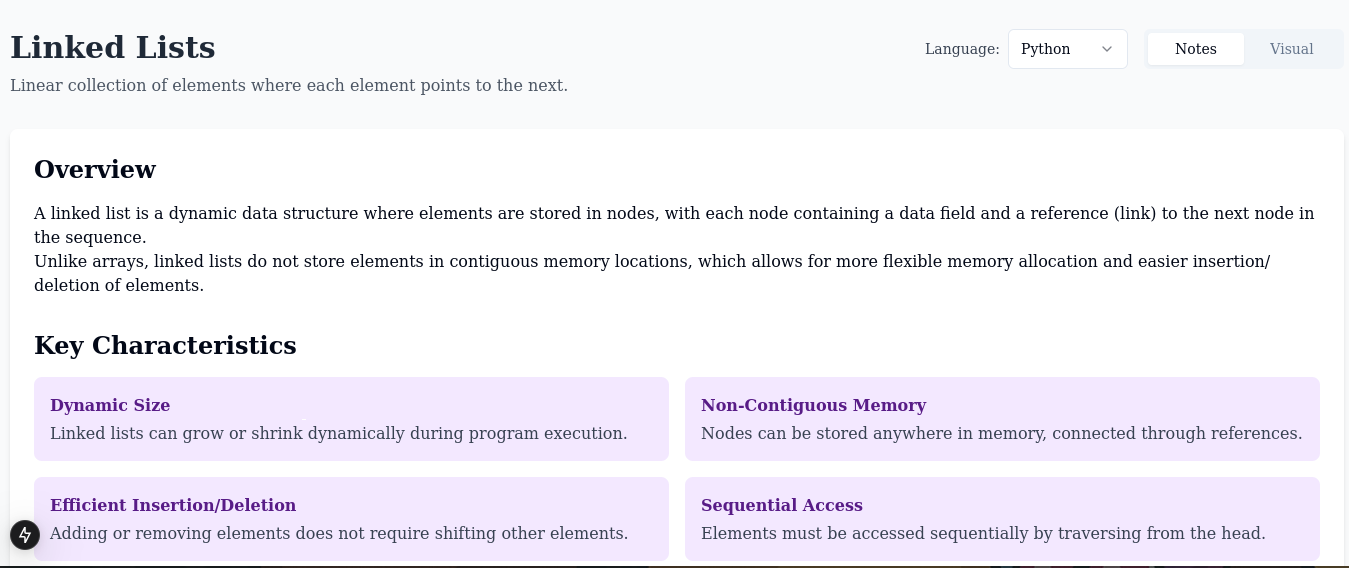 Linked Lists
Language:
Python
Notes
Visual
Linear collection of elements where each element points to the next.
Overview
A linked list is a dynamic data structure where elements are stored in nodes, with each node containing a data field and a reference (link) to the next node in
the sequence.
Unlike arrays, linked lists do not store elements in contiguous memory locations, which allows for more flexible memory allocation and easier insertion/
deletion of elements.
Key Characteristics
Dynamic Size
Linked lists can grow or shrink dynamically during program execution.
Non-Contiguous Memory
Nodes can be stored anywhere in memory, connected through references.
Efficient Insertion/Deletion
Adding or removing elements does not require shifting other elements.
Sequential Access
Elements must be accessed sequentially by traversing from the head.